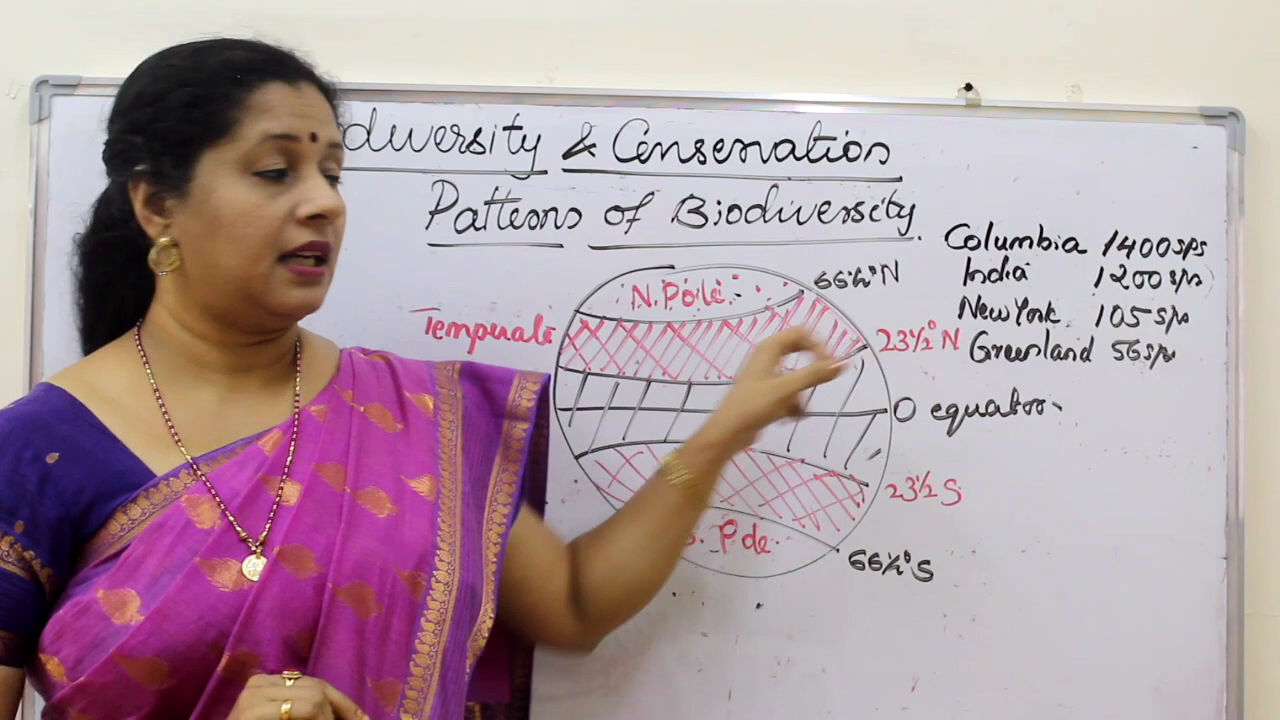 diversity & Conservation
Patterns of Biodiversity.
Columbia 1400 sps
India 1200 sps
New York 105 sps
Greenland 56 sps
66½° N
N. Pole
Temperate
23½° N
0 equator
23½ S
S. Pole
66½° S